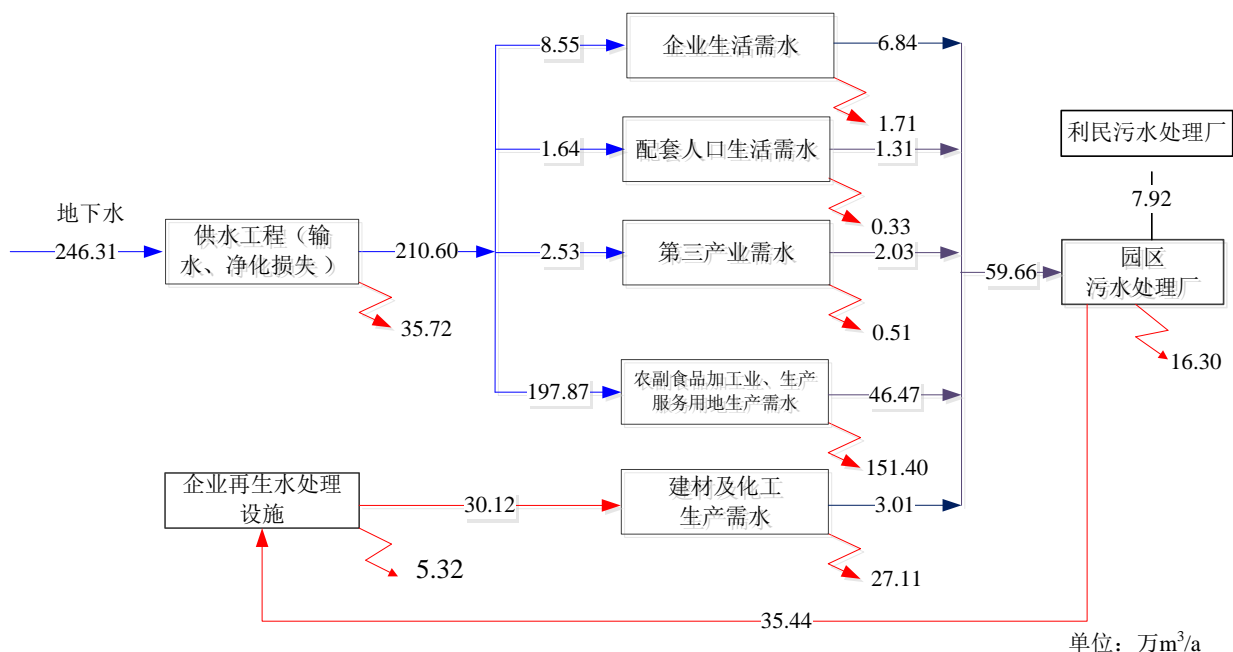 8.55
企业生活需水
6.84
1.71
利民污水处理厂
1.64
配套人口生活需水
1.31
0.33
7.92
地下水
246.31
供水工程（输
水、净化损失）
210.60
35.72
2.53
第三产业需水
2.03
0.51
59.66
园区
污水处理厂
16.30
197.87
农副食品加工业、生产
服务用地生产需水
46.47
151.40
企业再生水处理
设施
30.12
5.32
建材及化工
生产需水
3.01
27.11
35.44
单位：万m³/a